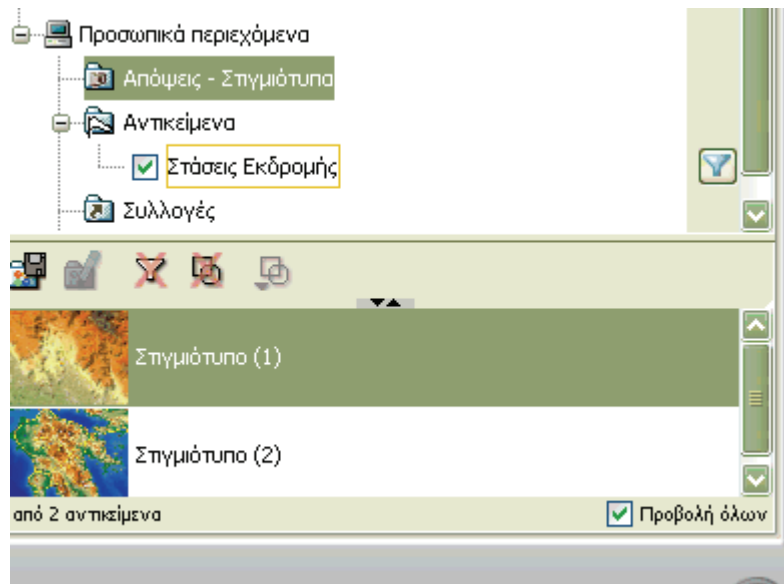 Προσωπικά περιεχόμενα
Απόψεις - Στιγμιότυπα
Αντικείμενα
Στάσεις Εκδρομής
Συλλογές
Στιγμιότυπο (1)
Στιγμιότυπο (2)
από 2 αντικείμενα
Προβολή όλων